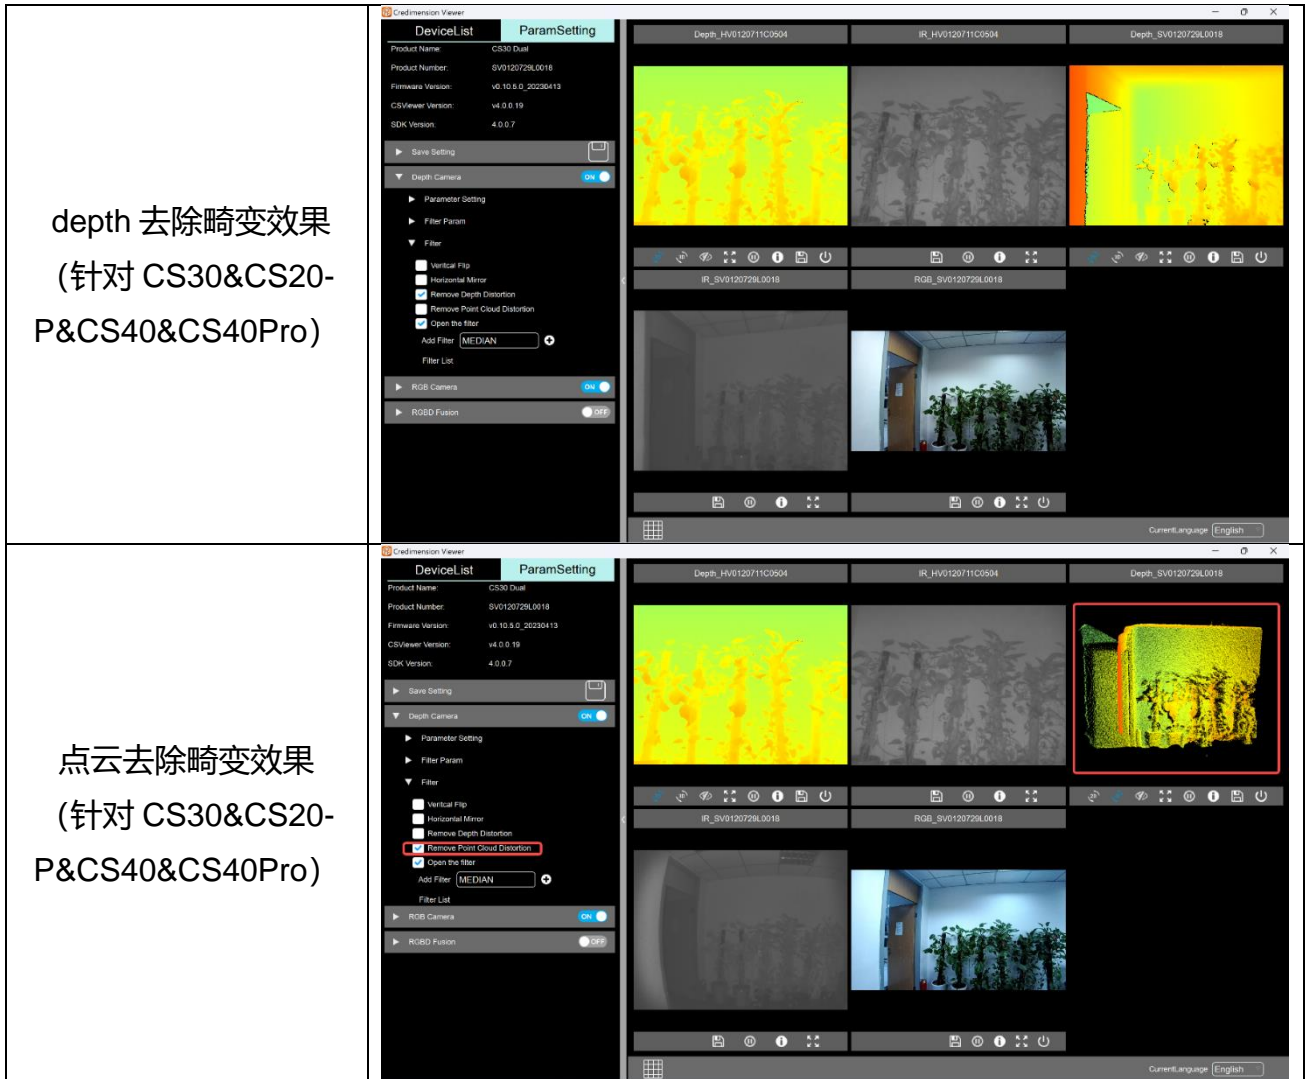 depth 去除畸变效果
（针对 CS30&CS20-
P&CS40&CS40Pro）
Credimension Viewer
DeviceList ParamSetting
Product Name: CS30 Dual
Product Number: SV0120729L0018
Firmware Version: v0.10.5.0_20230413
CSViewer Version: v4.0.0.19
SDK Version: 4.0.0.7
Save Setting
Depth Camera ON
Parameter Setting
Filter Param
Filter
Veritcal Flip
Horizontal Mirror
Remove Depth Distortion
Remove Point Cloud Distortion
Open the filter
Add Filter MEDIAN
Filter List
RGB Camera ON
RGBD Fusion OFF
Depth_HV0120711C0504 IR_HV0120711C0504 Depth_SV0120729L0018
IR_SV0120729L0018 RGB_SV0120729L0018
CurrentLanguage English
点云去除畸变效果
（针对 CS30&CS20-
P&CS40&CS40Pro）
Credimension Viewer
DeviceList ParamSetting
Product Name: CS30 Dual
Product Number: SV0120729L0018
Firmware Version: v0.10.5.0_20230413
CSViewer Version: v4.0.0.19
SDK Version: 4.0.0.7
Save Setting
Depth Camera ON
Parameter Setting
Filter Param
Filter
Veritcal Flip
Horizontal Mirror
Remove Depth Distortion
Remove Point Cloud Distortion
Open the filter
Add Filter MEDIAN
Filter List
RGB Camera ON
RGBD Fusion OFF
Depth_HV0120711C0504 IR_HV0120711C0504 Depth_SV0120729L0018
IR_SV0120729L0018 RGB_SV0120729L0018
CurrentLanguage English